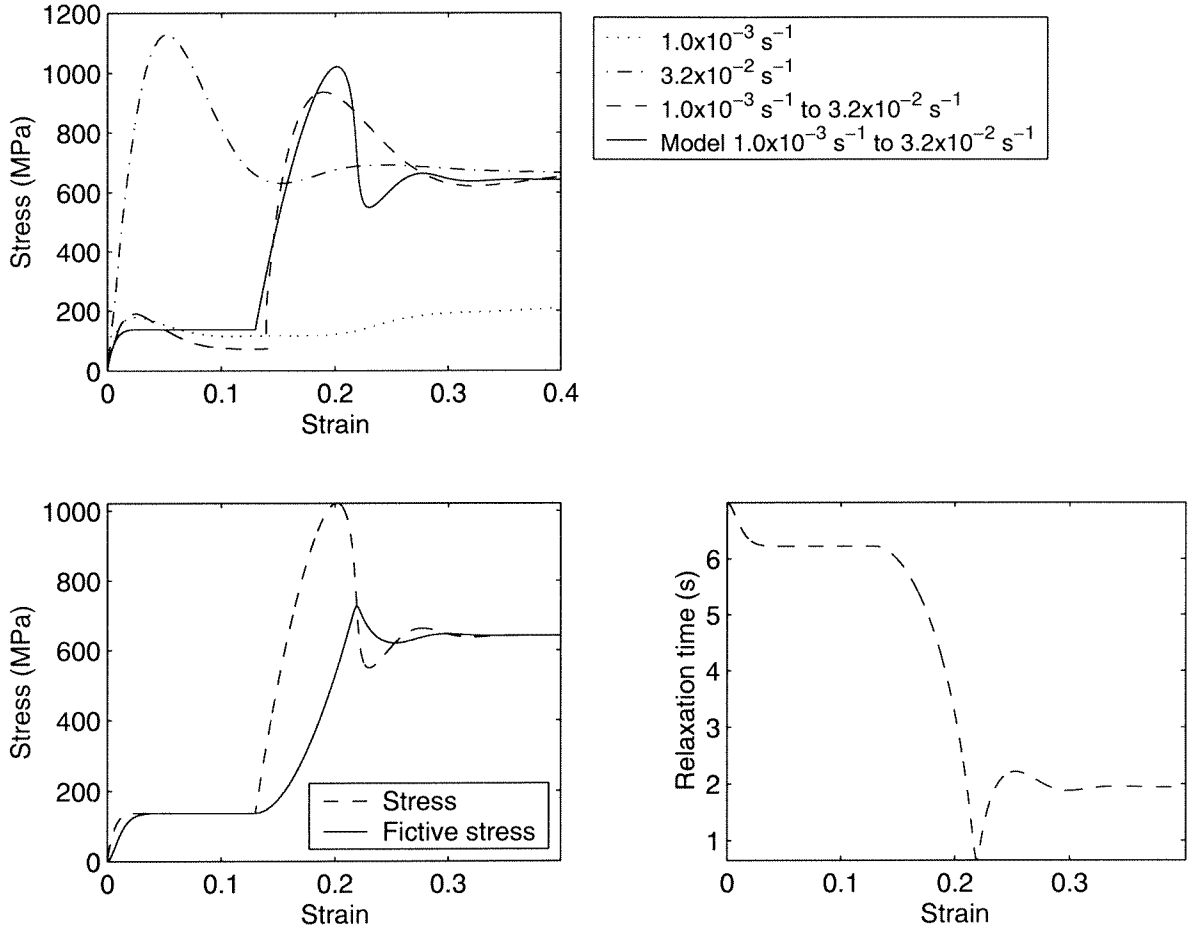 1200
1000
800
600
400
200
0
Stress (MPa)
0 0.1 0.2 0.3 0.4
Strain
1.0x10⁻³ s⁻¹
3.2x10⁻² s⁻¹
1.0x10⁻³ s⁻¹ to 3.2x10⁻² s⁻¹
Model 1.0x10⁻³ s⁻¹ to 3.2x10⁻² s⁻¹
1000
800
600
400
200
0
Stress (MPa)
Stress
Fictive stress
0 0.1 0.2 0.3
Strain
6
5
4
3
2
1
Relaxation time (s)
0 0.1 0.2 0.3
Strain